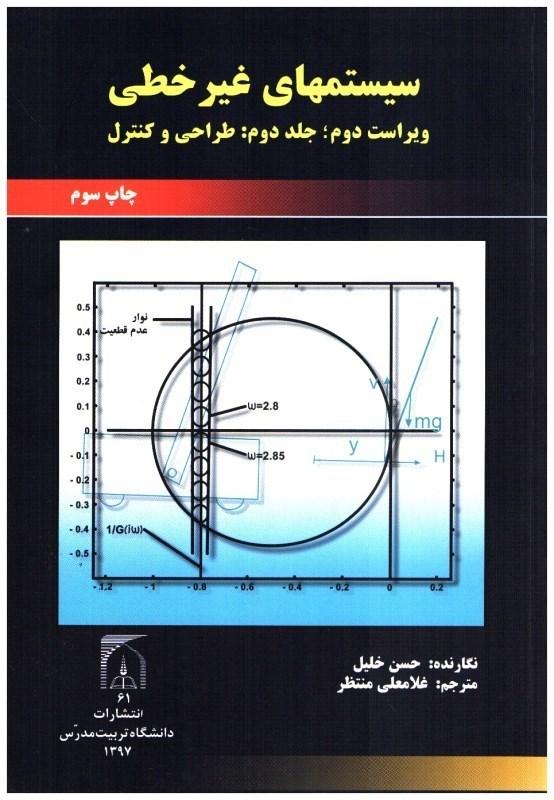 سیستمهای غیر خطی
ویراست دوم؛ جلد دوم: طراحی و کنترل
چاپ سوم
نوار
عدم قطعیت
0.5
0.4
0.3
0.2
0.1
0
- 0.1
- 0.2
- 0.3
- 0.4
- 0.5
ω=2.8
ω=2.85
1/G(iω)
v
mg
y
H
- 1.2
- 1
- 0.8
- 0.6
- 0.4
- 0.2
0
0.2
نگارنده: حسن خلیل
مترجم: غلامعلی منتظر
۶۱
انتشارات
دانشگاه تربیت مدرّس
۱۳۹۷